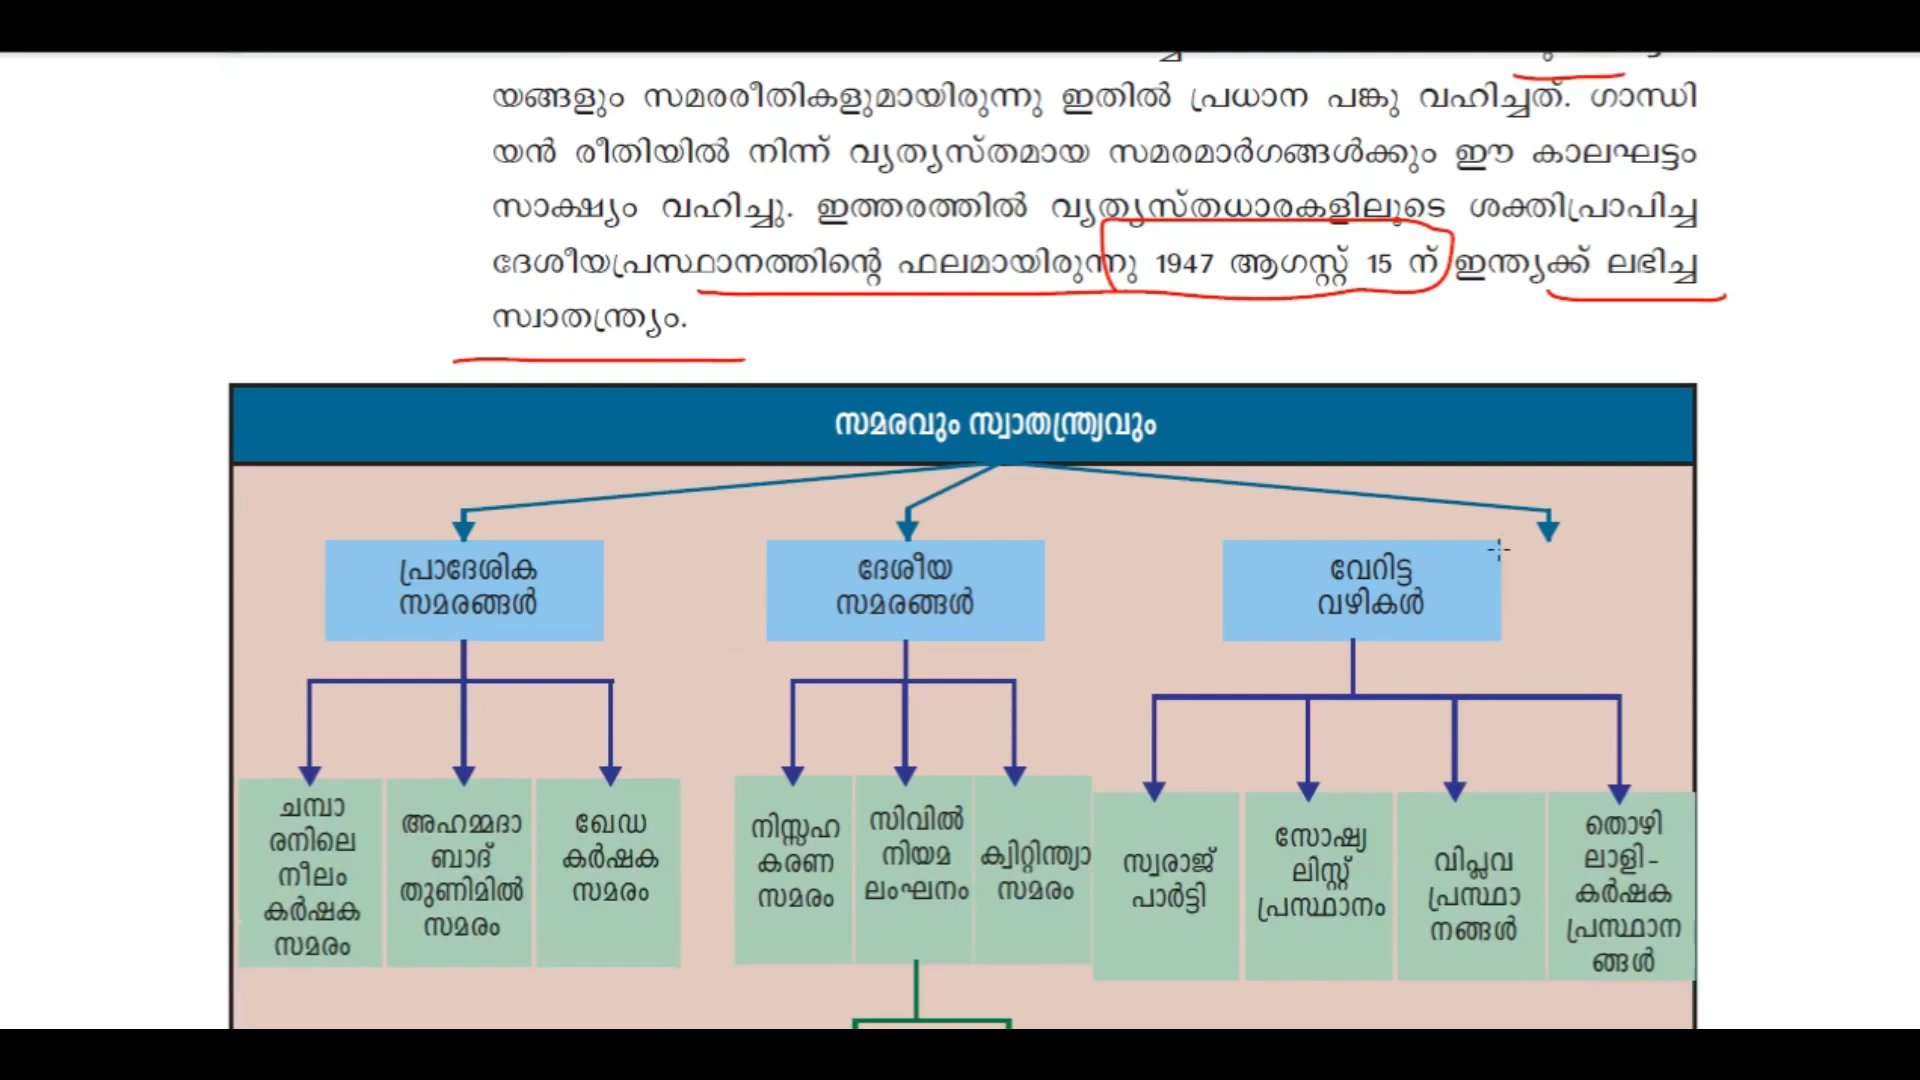 യങ്ങളും സമരരീതികളുമായിരുന്നു ഇതിൽ പ്രധാന പങ്കു വഹിച്ചത്. ഗാന്ധി
യൻ രീതിയിൽ നിന്ന് വ്യത്യസ്തമായ സമരമാർഗങ്ങൾക്കും ഈ കാലഘട്ടം
സാക്ഷ്യം വഹിച്ചു. ഇത്തരത്തിൽ വ്യത്യസ്തധാരകളിലൂടെ ശക്തിപ്രാപിച്ച
ദേശീയപ്രസ്ഥാനത്തിന്റെ ഫലമായിരുന്നു 1947 ആഗസ്റ്റ് 15 ന് ഇന്ത്യക്ക് ലഭിച്ച
സ്വാതന്ത്ര്യം.
സമരവും സ്വാതന്ത്ര്യവും
പ്രാദേശിക
സമരങ്ങൾ
ദേശീയ
സമരങ്ങൾ
വേറിട്ട
വഴികൾ
ചമ്പാ
രനിലെ
നീലം
കർഷക
സമരം
അഹമ്മദാ
ബാദ്
തുണിമിൽ
സമരം
ഖേഡ
കർഷക
സമരം
നിസ്സഹ
കരണ
സമരം
സിവിൽ
നിയമ
ലംഘനം
ക്വിറ്റിന്ത്യാ
സമരം
സ്വരാജ്
പാർട്ടി
സോഷ്യ
ലിസ്റ്റ്
പ്രസ്ഥാനം
വിപ്ലവ
പ്രസ്ഥാ
നങ്ങൾ
തൊഴി
ലാളി-
കർഷക
പ്രസ്ഥാന
ങ്ങൾ